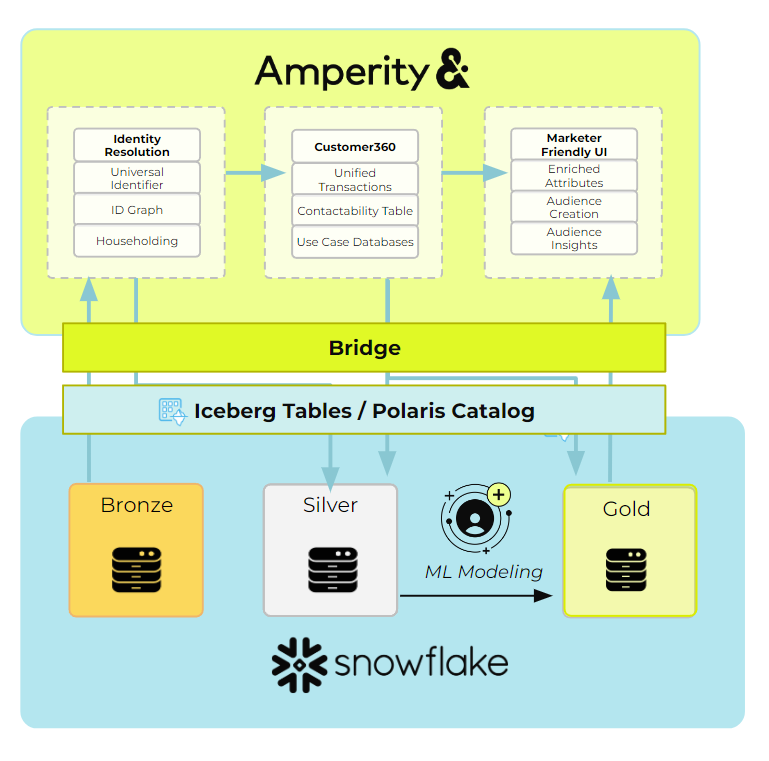 Amperity &
Identity
Resolution
Universal
Identifier
ID Graph
Householding
Customer360
Unified
Transactions
Contactability Table
Use Case Databases
Marketer
Friendly UI
Enriched
Attributes
Audience
Creation
Audience
Insights
Bridge
Iceberg Tables / Polaris Catalog
Bronze
Silver
ML Modeling
Gold
snowflake